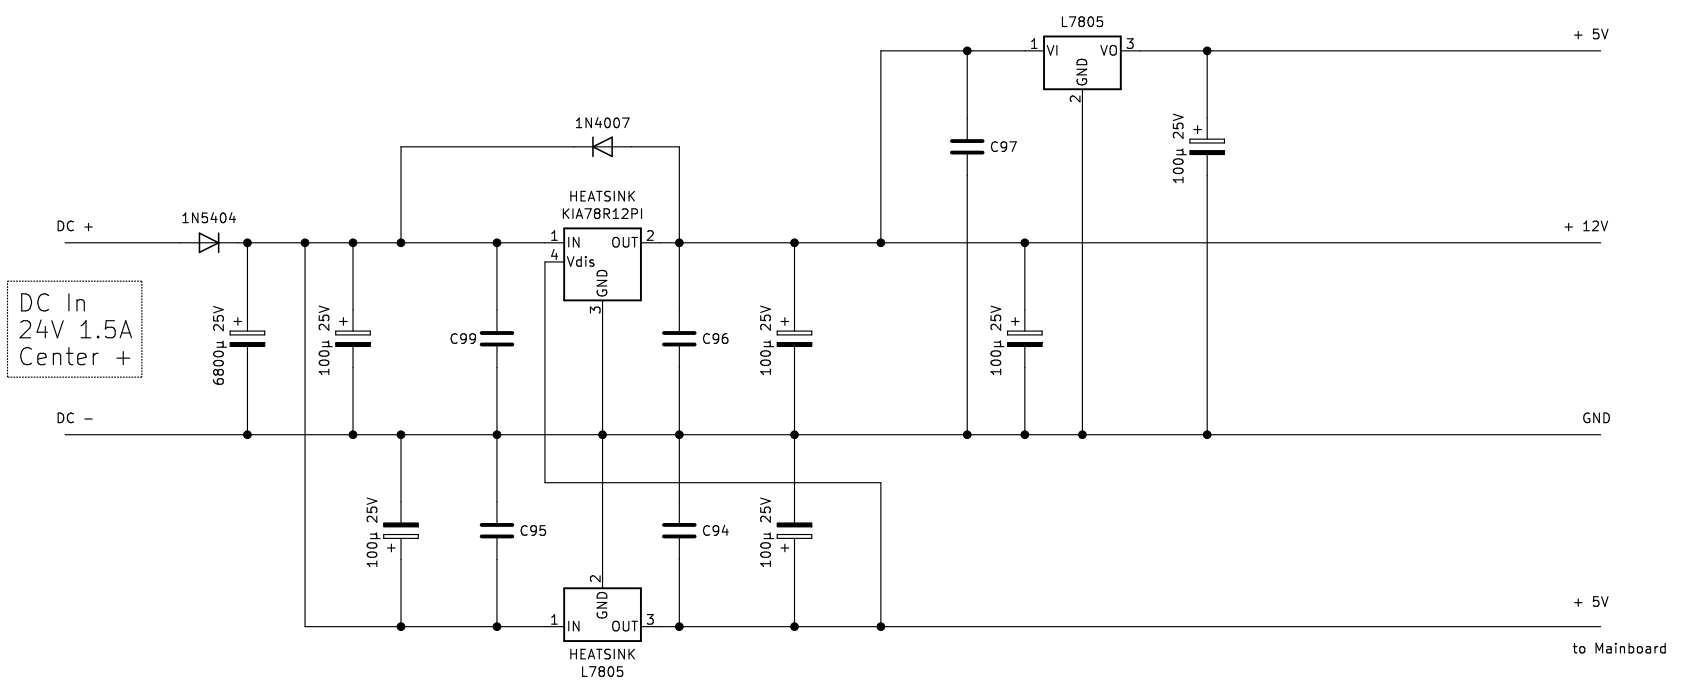 L7805
+ 5V
1
VI
VO
3
GND
2
100µ 25V
+
C97
1N4007
HEATSINK
KIA78R12PI
DC +
1N5404
1
IN
OUT
2
+ 12V
4
Vdis
GND
3
DC In
24V 1.5A
Center +
6800µ 25V
+
100µ 25V
+
C99
C96
100µ 25V
+
100µ 25V
+
DC -
GND
100µ 25V
+
C95
C94
100µ 25V
+
2
GND
1
IN
OUT
3
+ 5V
HEATSINK
L7805
to Mainboard